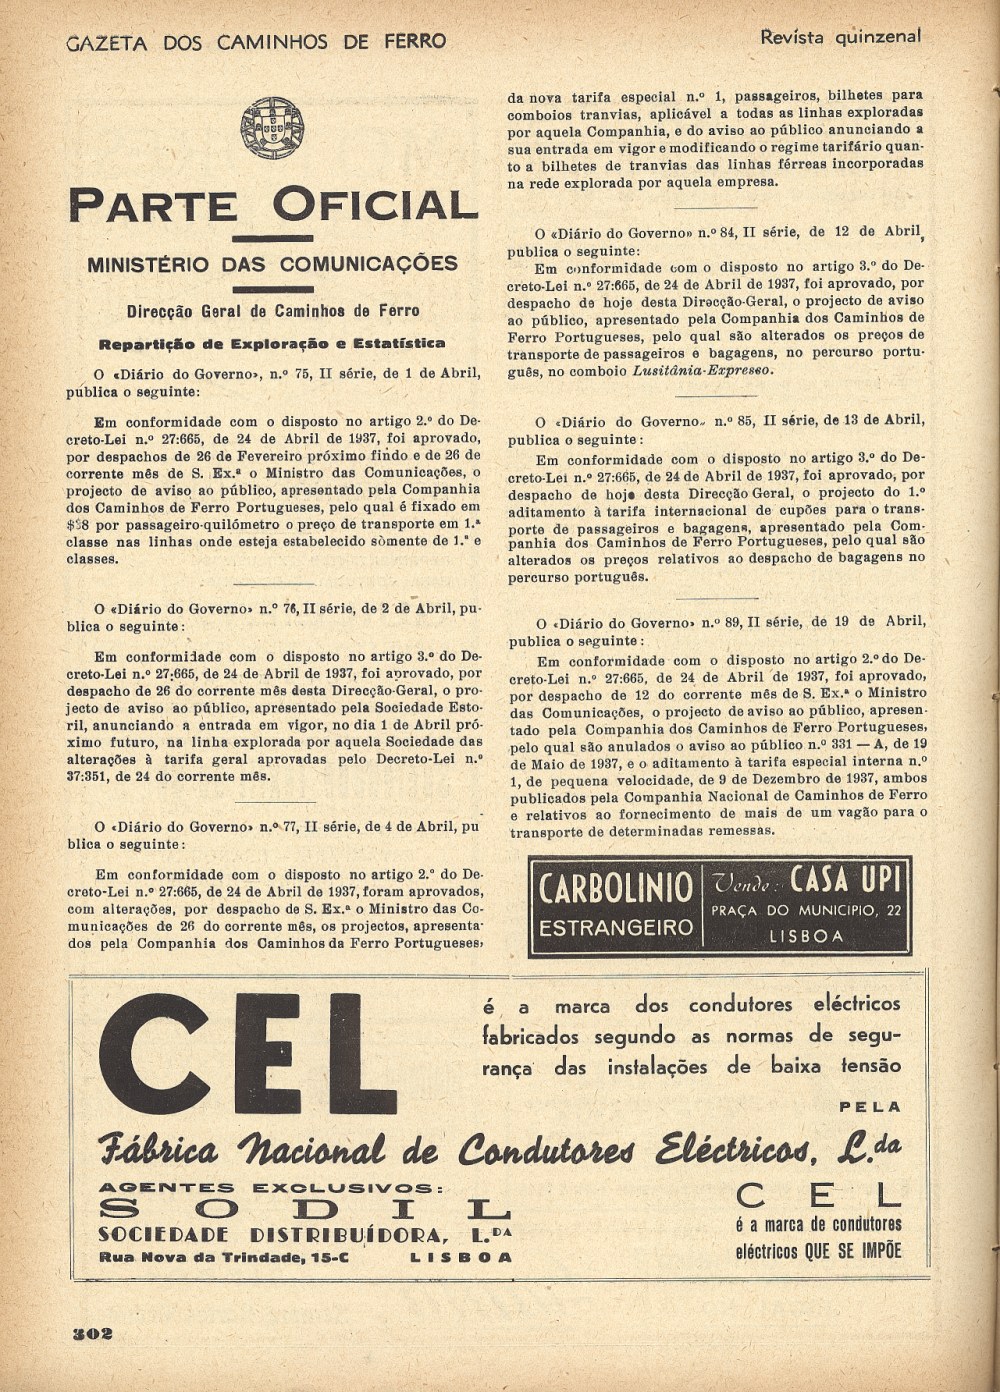 GAZETA DOS CAMINHOS DE FERRO
Revista quinzenal
PARTE OFICIAL
MINISTÉRIO DAS COMUNICAÇÕES
Direcção Geral de Caminhos de Ferro
Repartição de Exploração e Estatística
O «Diário do Governo», n.º 75, II série, de 1 de Abril,
publica o seguinte:
Em conformidade com o disposto no artigo 2.º do De-
creto-Lei n.º 27:665, de 24 de Abril de 1937, foi aprovado,
por despachos de 26 de Fevereiro próximo findo e de 26 de
corrente mês de S. Ex.ª o Ministro das Comunicações, o
projecto de aviso ao público, apresentado pela Companhia
dos Caminhos de Ferro Portugueses, pelo qual é fixado em
por passageiro-quilómetro o preço de transporte em 1.ª
classe nas linhas onde esteja estabelecido sòmente de 1.ª e
classes.
O «Diário do Governo» n.º 76, II série, de 2 de Abril, pu-
blica o seguinte:
Em conformidade com o disposto no artigo 3.º do De-
creto-Lei n.º 27:665, de 24 de Abril de 1937, foi aprovado, por
despacho de 26 do corrente mês desta Direcção-Geral, o pro-
jecto de aviso ao público, apresentado pela Sociedade Esto-
ril, anunciando a entrada em vigor, no dia 1 de Abril pró-
ximo futuro, na linha explorada por aquela Sociedade das
alterações à tarifa geral aprovadas pelo Decreto-Lei n.º
37:351, de 24 do corrente mês.
O «Diário do Governo» n.º 77, II série, de 4 de Abril, pu
blica o seguinte:
Em conformidade com o disposto no artigo 2.º do De-
creto-Lei n.º 27:665, de 24 de Abril de 1937, foram aprovados,
com alterações, por despacho de S. Ex.ª o Ministro das Co-
municações de 26 do corrente mês, os projectos, apresenta-
dos pela Companhia dos Caminhos da Ferro Portugueses,
da nova tarifa especial n.º 1, passageiros, bilhetes para
comboios tranvias, aplicável a todas as linhas exploradas
por aquela Companhia, e do aviso ao público anunciando a
sua entrada em vigor e modificando o regime tarifário quan-
to a bilhetes de tranvias das linhas férreas incorporadas
na rede explorada por aquela empresa.
O «Diário do Governo» n.º 84, II série, de 12 de Abril,
publica o seguinte:
Em conformidade com o disposto no artigo 3.º do De-
creto-Lei n.º 27:665, de 24 de Abril de 1937, foi aprovado, por
despacho de hoje desta Direcção-Geral, o projecto de aviso
ao público, apresentado pela Companhia dos Caminhos de
Ferro Portugueses, pelo qual são alterados os preços de
transporte de passageiros e bagagens, no percurso portu-
guês, no comboio Lusitânia-Expresso.
O «Diário do Governo» n.º 85, II série, de 13 de Abril,
publica o seguinte:
Em conformidade com o disposto no artigo 3.º do De-
creto-Lei n.º 27:665, de 24 de Abril de 1937, foi aprovado, por
despacho de hoje desta Direcção Geral, o projecto do 1.º
aditamento à tarifa internacional de cupões para o trans-
porte de passageiros e bagagens, apresentado pela Com-
panhia dos Caminhos de Ferro Portugueses, pelo qual são
alterados os preços relativos ao despacho de bagagens no
percurso português.
O «Diário do Governo» n.º 89, II série, de 19 de Abril,
publica o seguinte:
Em conformidade com o disposto no artigo 2.º do De-
creto-Lei n.º 27:665, de 24 de Abril de 1937, foi aprovado,
por despacho de 12 do corrente mês de S. Ex.ª o Ministro
das Comunicações, o projecto de aviso ao público, apresen-
tado pela Companhia dos Caminhos de Ferro Portugueses,
pelo qual são anulados o aviso ao público n.º 331 — A, de 19
de Maio de 1937, e o aditamento à tarifa especial interna n.º
1, de pequena velocidade, de 9 de Dezembro de 1937, ambos
publicados pela Companhia Nacional de Caminhos de Ferro
e relativos ao fornecimento de mais de um vagão para o
transporte de determinadas remessas.
CARBOLINIO
ESTRANGEIRO
Vende: CASA UPI
PRAÇA DO MUNICIPIO, 22
LISBOA
CEL
é a marca dos condutores eléctricos
fabricados segundo as normas de segu-
rança das instalações de baixa tensão
PELA
Fábrica Nacional de Condutores Eléctricos, L.da
AGENTES EXCLUSIVOS:
SODIL
SOCIEDADE DISTRIBUÍDORA, L.DA
Rua Nova da Trindade, 15-C LISBOA
CEL
é a marca de condutores
eléctricos QUE SE IMPÕE
302